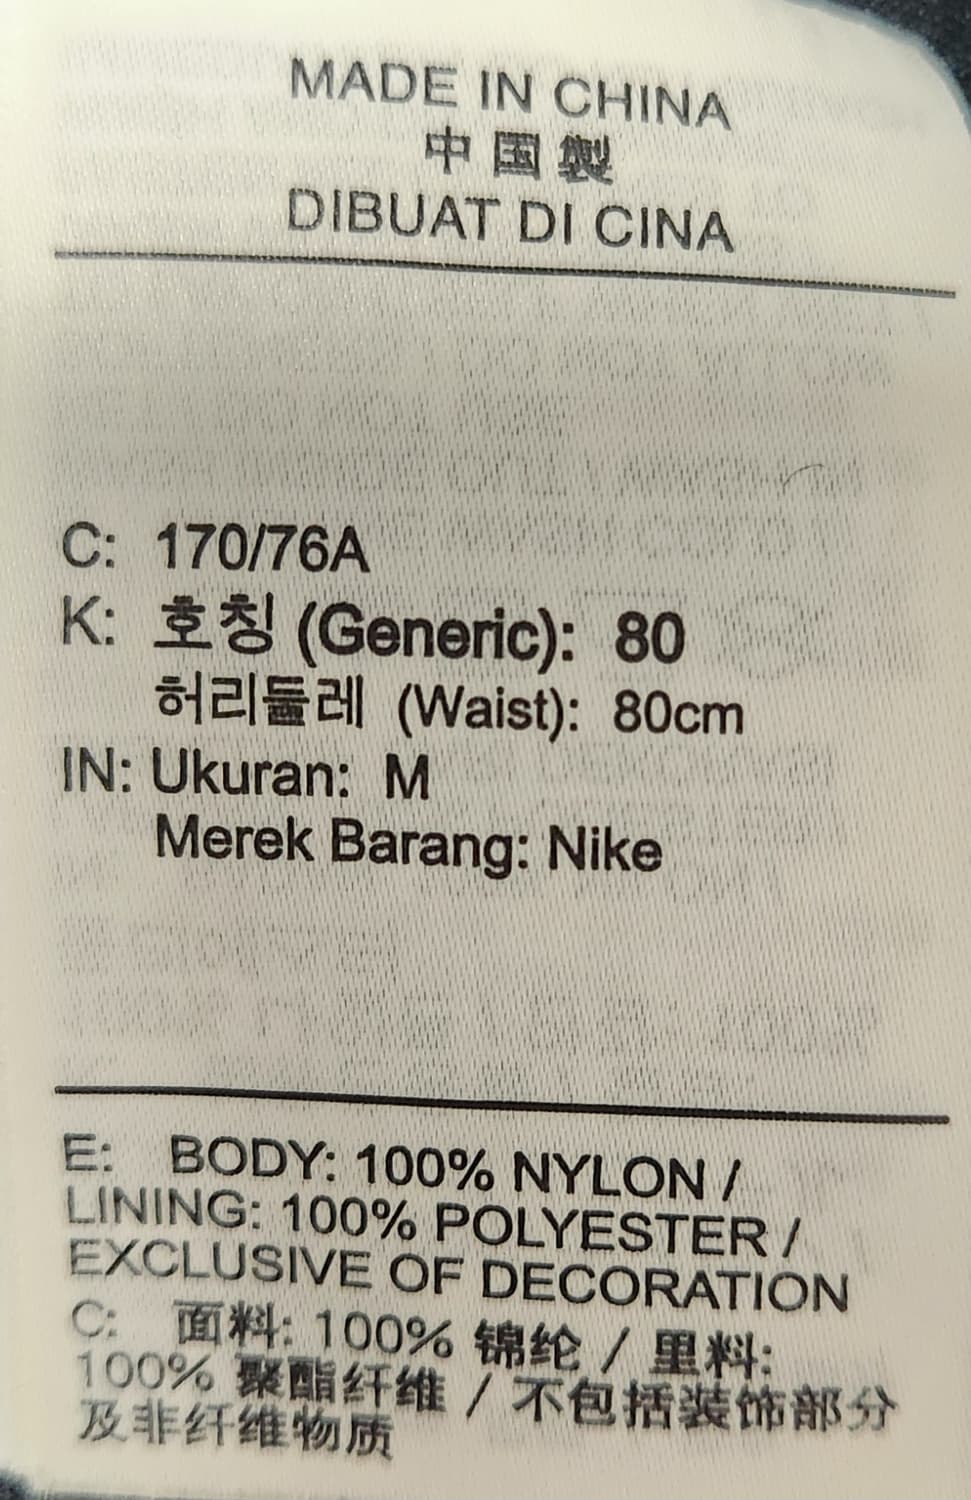 MADE IN CHINA
中国製
DIBUAT DI CINA
C: 170/76A
K: 호칭 (Generic): 80
허리둘레 (Waist): 80cm
IN: Ukuran: M
Merek Barang: Nike
E: BODY: 100% NYLON /
LINING: 100% POLYESTER /
EXCLUSIVE OF DECORATION
C: 面料: 100% 锦纶 / 里料:
100% 聚酯纤维 / 不包括装饰部分
及非纤维物质